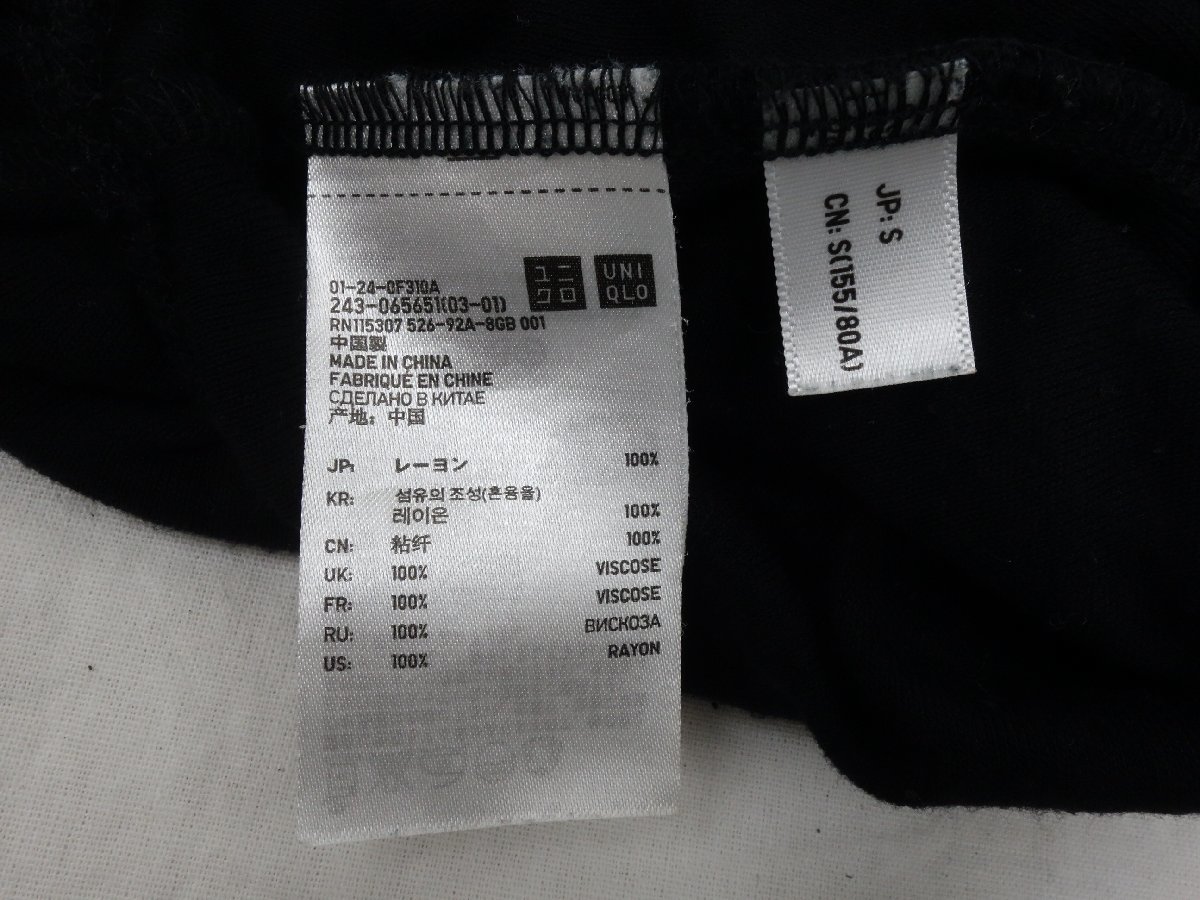 ユニ
クロ
UNI
QLO
01-24-0F310A
243-065651(03-01)
RN115307 526-92A-8GB 001
中国製
MADE IN CHINA
FABRIQUE EN CHINE
СДЕЛАНО В КИТАЕ
产地: 中国
JP: レーヨン 100%
KR: 섬유의 조성(혼용율)
레이온 100%
CN: 粘纤 100%
UK: 100% VISCOSE
FR: 100% VISCOSE
RU: 100% ВИСКОЗА
US: 100% RAYON
JP: S
CN: S(155/80A)